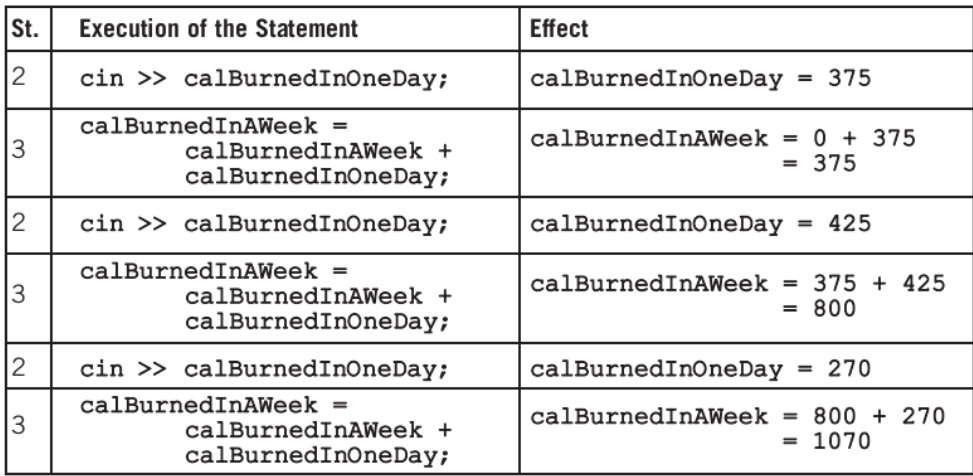 St. Execution of the Statement Effect
2 cin >> calBurnedInOneDay; calBurnedInOneDay = 375
3 calBurnedInAWeek =
calBurnedInAWeek +
calBurnedInOneDay; calBurnedInAWeek = 0 + 375
= 375
2 cin >> calBurnedInOneDay; calBurnedInOneDay = 425
3 calBurnedInAWeek =
calBurnedInAWeek +
calBurnedInOneDay; calBurnedInAWeek = 375 + 425
= 800
2 cin >> calBurnedInOneDay; calBurnedInOneDay = 270
3 calBurnedInAWeek =
calBurnedInAWeek +
calBurnedInOneDay; calBurnedInAWeek = 800 + 270
= 1070